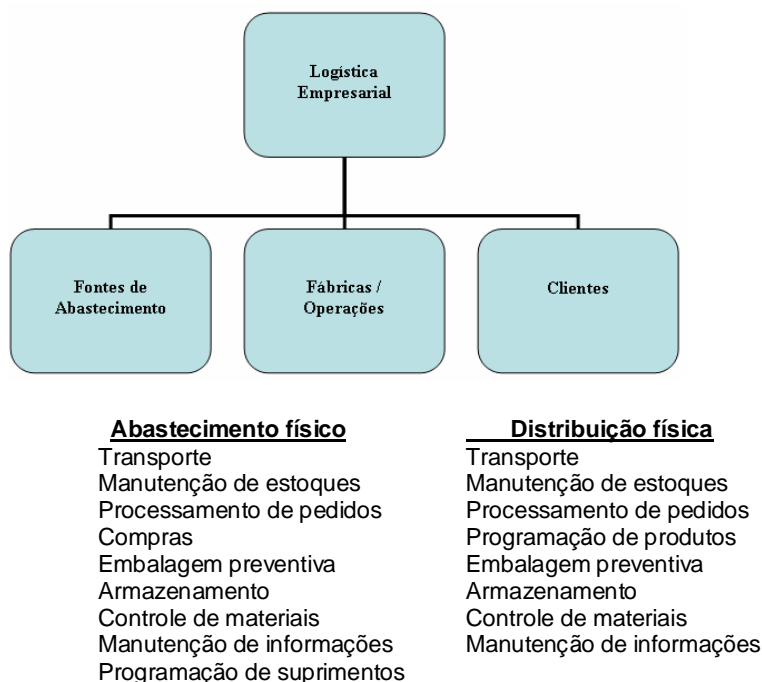 Logística
Empresarial
Fontes de
Abastecimento
Fábricas /
Operações
Clientes
Abastecimento físico
Transporte
Manutenção de estoques
Processamento de pedidos
Compras
Embalagem preventiva
Armazenamento
Controle de materiais
Manutenção de informações
Programação de suprimentos
Distribuição física
Transporte
Manutenção de estoques
Processamento de pedidos
Programação de produtos
Embalagem preventiva
Armazenamento
Controle de materiais
Manutenção de informações